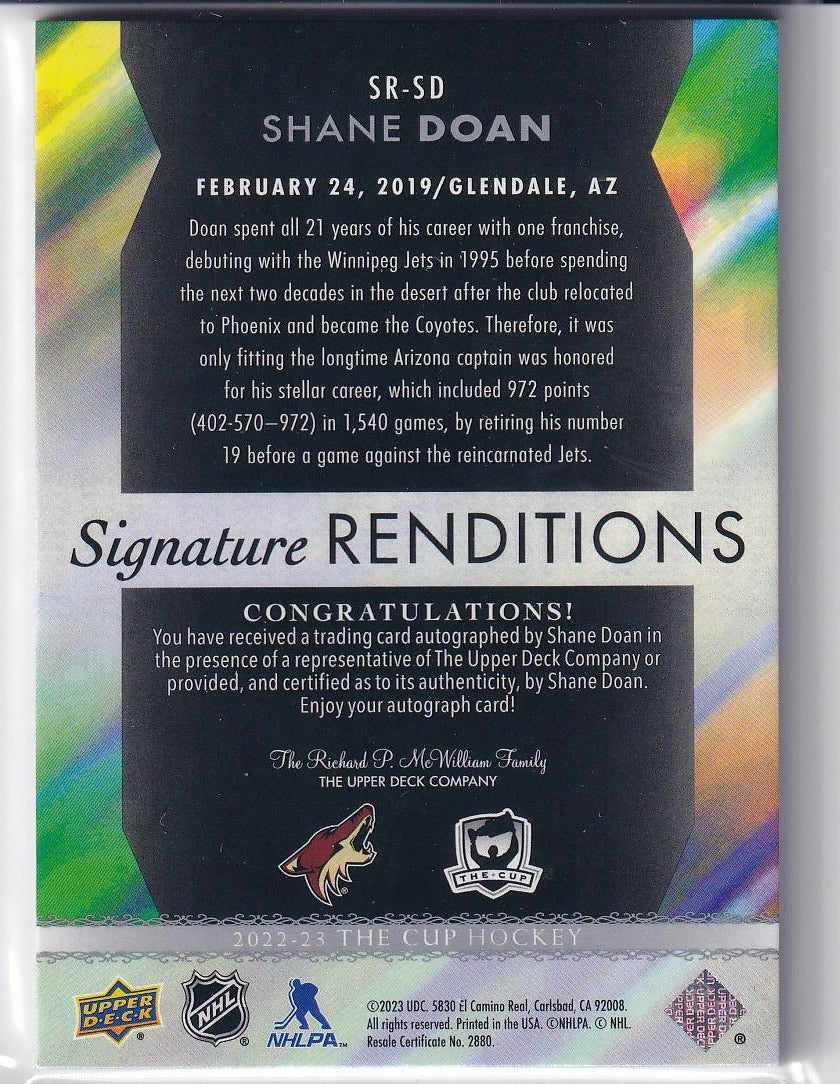 SR-SD
SHANE DOAN
FEBRUARY 24, 2019/GLENDALE, AZ
Doan spent all 21 years of his career with one franchise,
debuting with the Winnipeg Jets in 1995 before spending
the next two decades in the desert after the club relocated
to Phoenix and became the Coyotes. Therefore, it was
only fitting the longtime Arizona captain was honored
for his stellar career, which included 972 points
(402-570–972) in 1,540 games, by retiring his number
19 before a game against the reincarnated Jets.
Signature RENDITIONS
CONGRATULATIONS!
You have received a trading card autographed by Shane Doan in
the presence of a representative of The Upper Deck Company or
provided, and certified as to its authenticity, by Shane Doan.
Enjoy your autograph card!
The Richard P. McWilliam Family
THE UPPER DECK COMPANY
THE CUP
2022-23 THE CUP HOCKEY
UPPER
D·E·C·K
NHL
NHLPA™
©2023 UDC. 5830 El Camino Real, Carlsbad, CA 92008.
All rights reserved. Printed in the USA. ©NHLPA. © NHL.
Resale Certificate No. 2880.